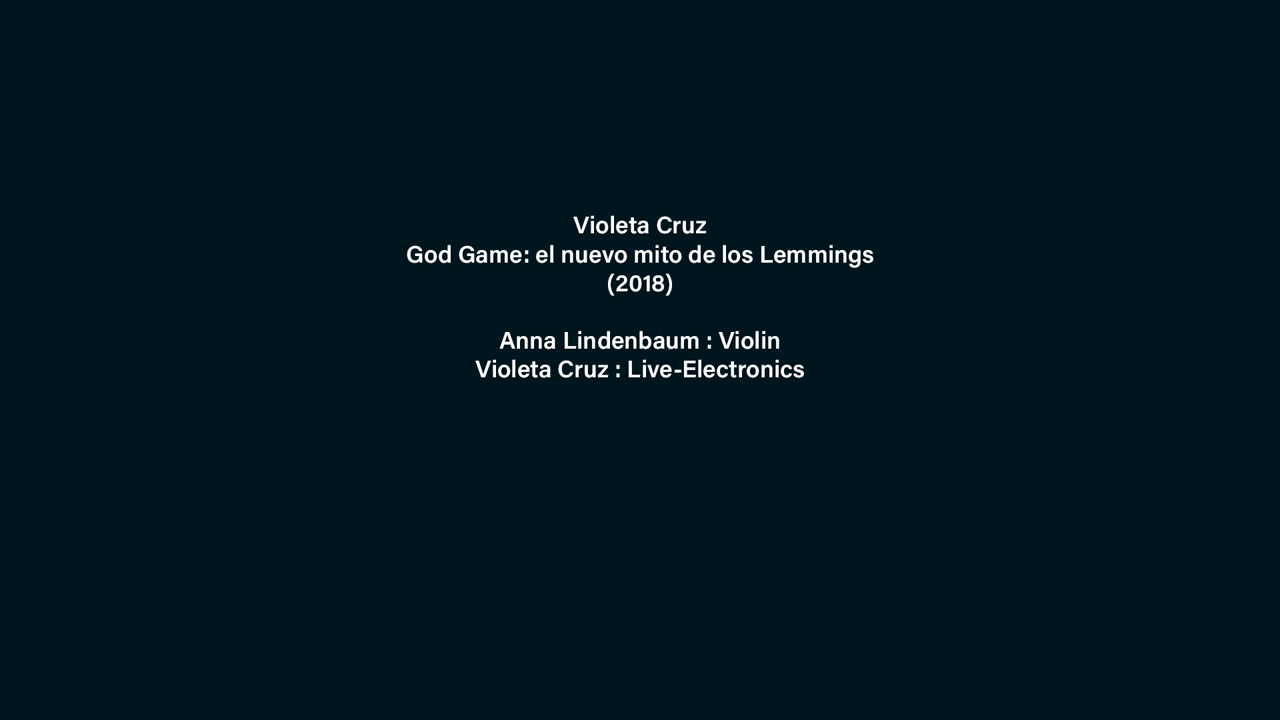 Violeta Cruz
God Game: el nuevo mito de los Lemmings
(2018)
Anna Lindenbaum : Violin
Violeta Cruz : Live-Electronics